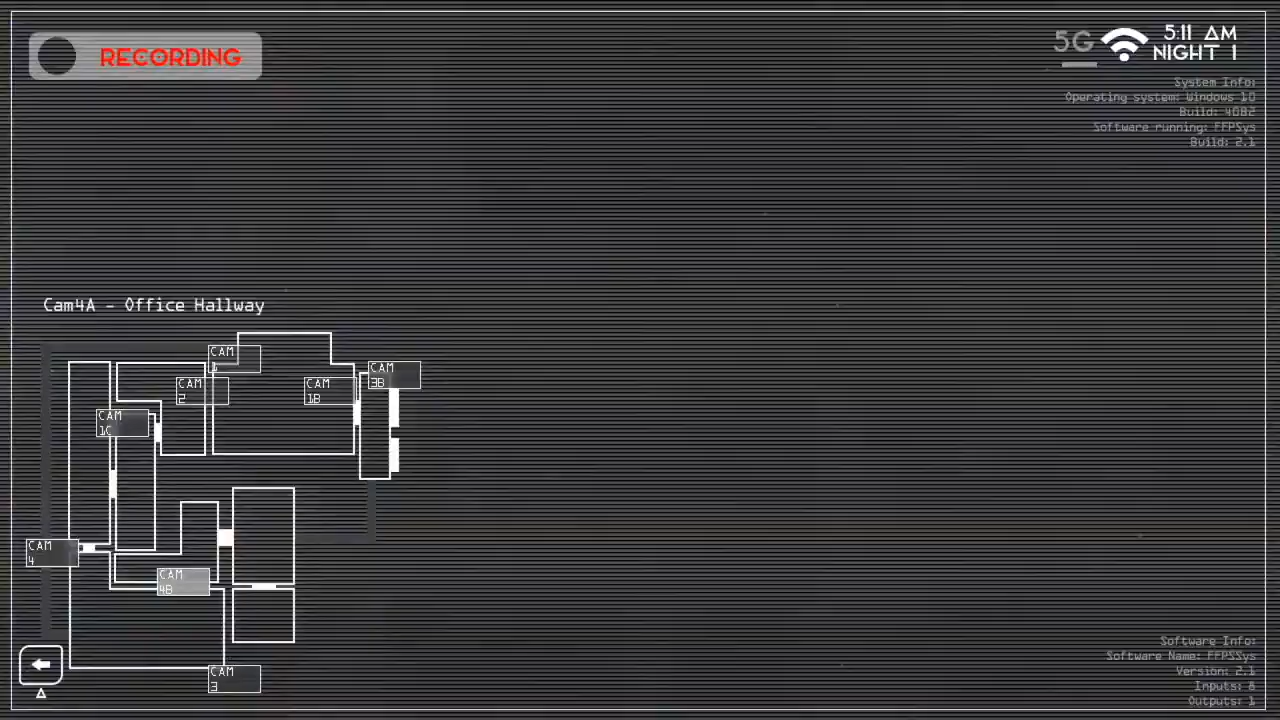 RECORDING
5G
5:11 AM
NIGHT 1
System Info:
Operating system: Windows 10
Build: 4082
Software running: FFPSys
Build: 2.1
Cam4A - Office Hallway
CAM
1
CAM
3B
CAM
2
CAM
1B
CAM
1C
CAM
4
CAM
4B
CAM
3
Software Info:
Software Name: FFPSSys
Version: 2.1
Inputs: 8
Outputs: 1